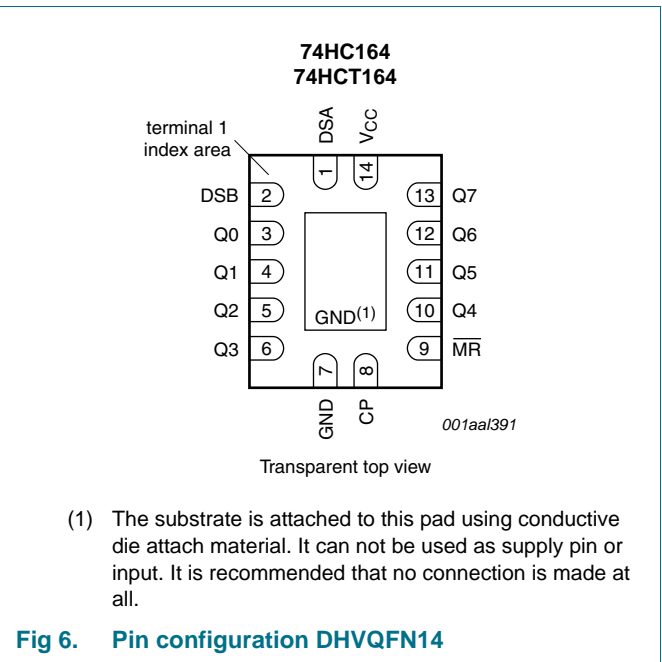 74HC164
74HCT164
terminal 1
index area
DSA
VCC
1
14
DSB 2
13 Q7
Q0 3
12 Q6
Q1 4
11 Q5
Q2 5
10 Q4
Q3 6
9 MR
GND(1)
7
8
GND
CP
001aal391
Transparent top view
(1) The substrate is attached to this pad using conductive
die attach material. It can not be used as supply pin or
input. It is recommended that no connection is made at
all.
Fig 6. Pin configuration DHVQFN14